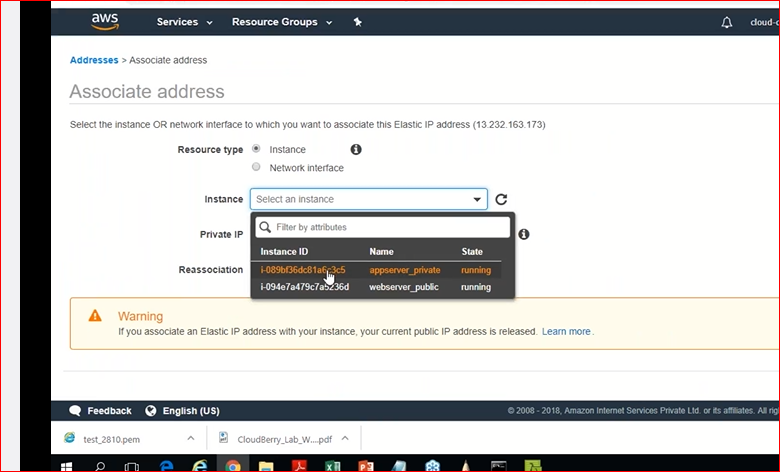 aws Services Resource Groups
Addresses > Associate address
Associate address
Select the instance OR network interface to which you want to associate this Elastic IP address (13.232.163.173)
Resource type Instance
Network interface
Instance Select an instance
Filter by attributes
Private IP
Instance ID Name State
Reassociation i-089bf36dc81a6c3c5 appserver_private running
webserver_public running
Warning
If you associate an Elastic IP address with your instance, your current public IP address is released. Learn more.
Feedback English (US) © 2008 - 2018, Amazon Internet Services Private Ltd. or its affiliates. All
test_2810.pem CloudBerry_Lab_W....pdf